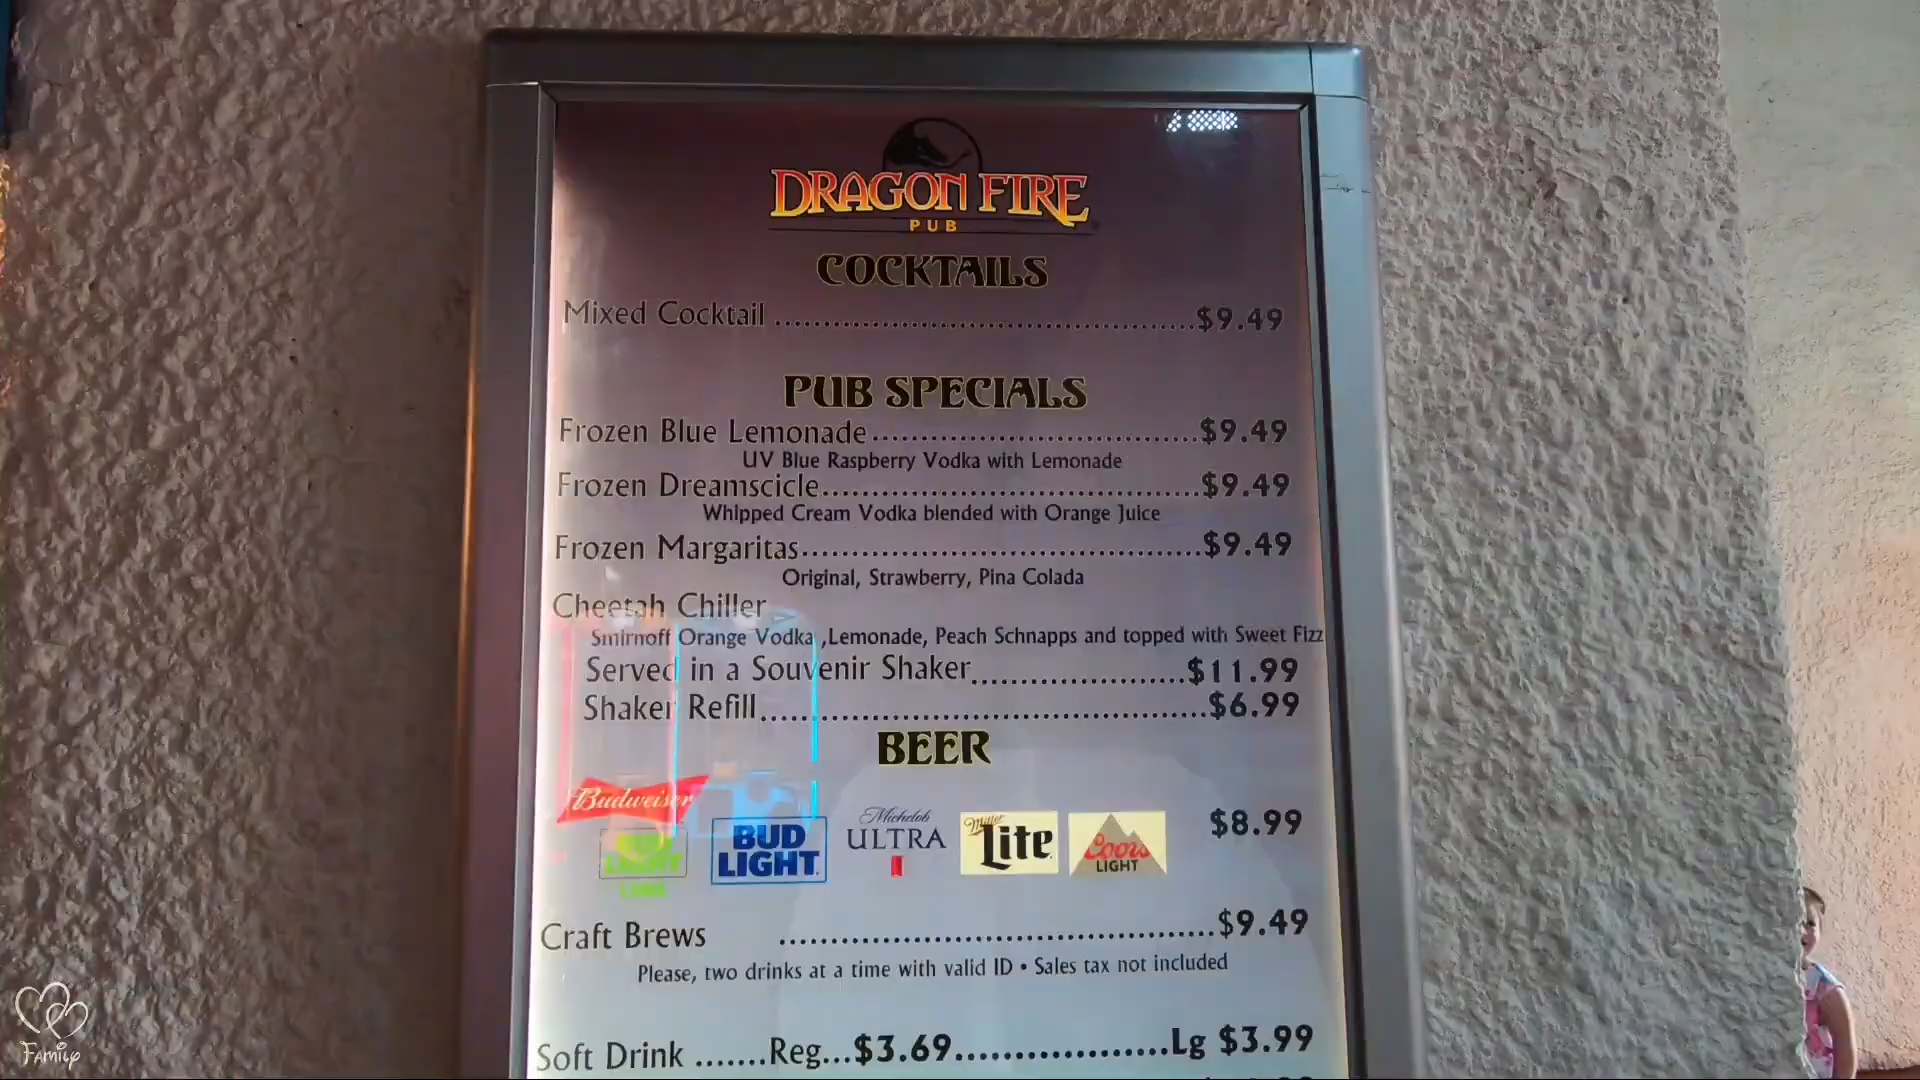 DRAGON FIRE
PUB
COCKTAILS
Mixed Cocktail ........................................... $9.49
PUB SPECIALS
Frozen Blue Lemonade ................................. $9.49
UV Blue Raspberry Vodka with Lemonade
Frozen Dreamscicle...................................... $9.49
Whipped Cream Vodka blended with Orange Juice
Frozen Margaritas........................................ $9.49
Original, Strawberry, Pina Colada
Cheetah Chiller
Smirnoff Orange Vodka ,Lemonade, Peach Schnapps and topped with Sweet Fizz
Served in a Souvenir Shaker..................... $11.99
Shaker Refill............................................. $6.99
BEER
Budweiser
LIGHT
LIME
BUD LIGHT
Michelob ULTRA
Miller Lite
Coors LIGHT
$8.99
Craft Brews ............................................ $9.49
Please, two drinks at a time with valid ID • Sales tax not included
Soft Drink .......Reg...$3.69...................Lg $3.99
Family